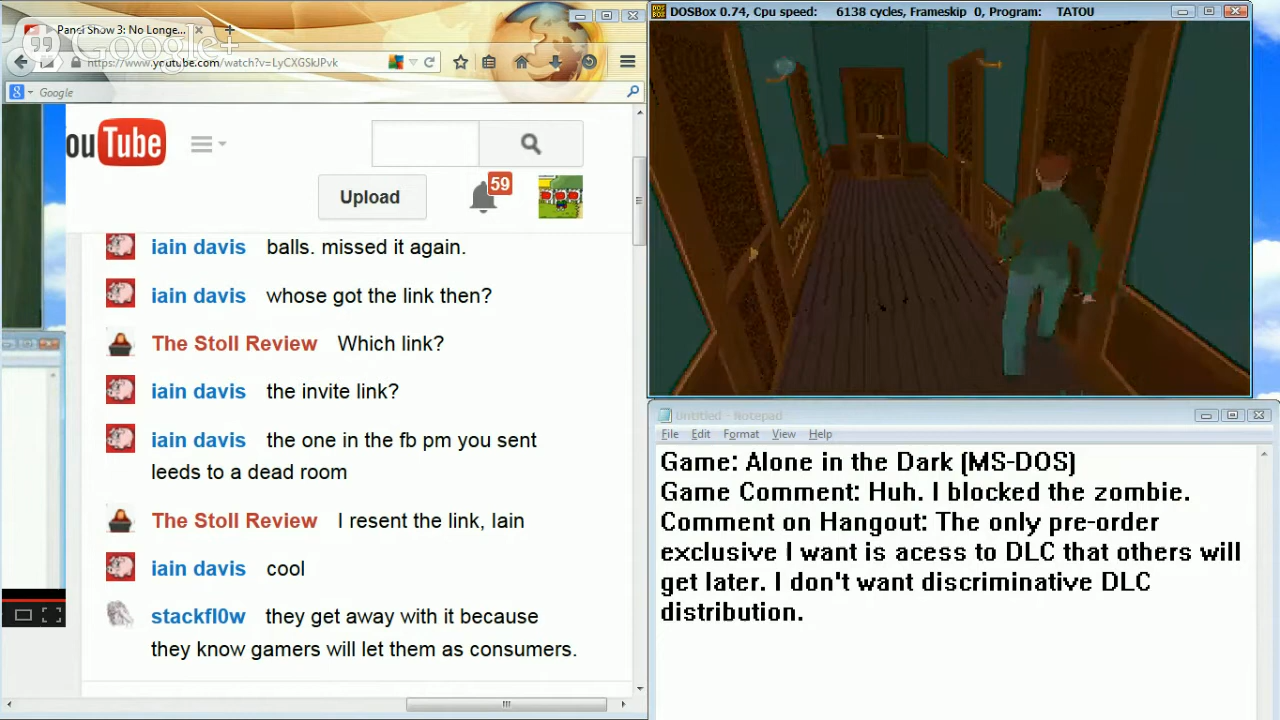 Panel Show 3: No Longe...
Google+
https://www.youtube.com/watch?v=LyCXGSkJPvk
Google
ouTube
Upload
59
iain davis balls. missed it again.
iain davis whose got the link then?
The Stoll Review Which link?
iain davis the invite link?
iain davis the one in the fb pm you sent
leeds to a dead room
The Stoll Review I resent the link, Iain
iain davis cool
stackfl0w they get away with it because
they know gamers will let them as consumers.
DOSBox 0.74, Cpu speed: 6138 cycles, Frameskip 0, Program: TATOU
Untitled - Notepad
File Edit Format View Help
Game: Alone in the Dark (MS-DOS)
Game Comment: Huh. I blocked the zombie.
Comment on Hangout: The only pre-order
exclusive I want is acess to DLC that others will
get later. I don't want discriminative DLC
distribution.